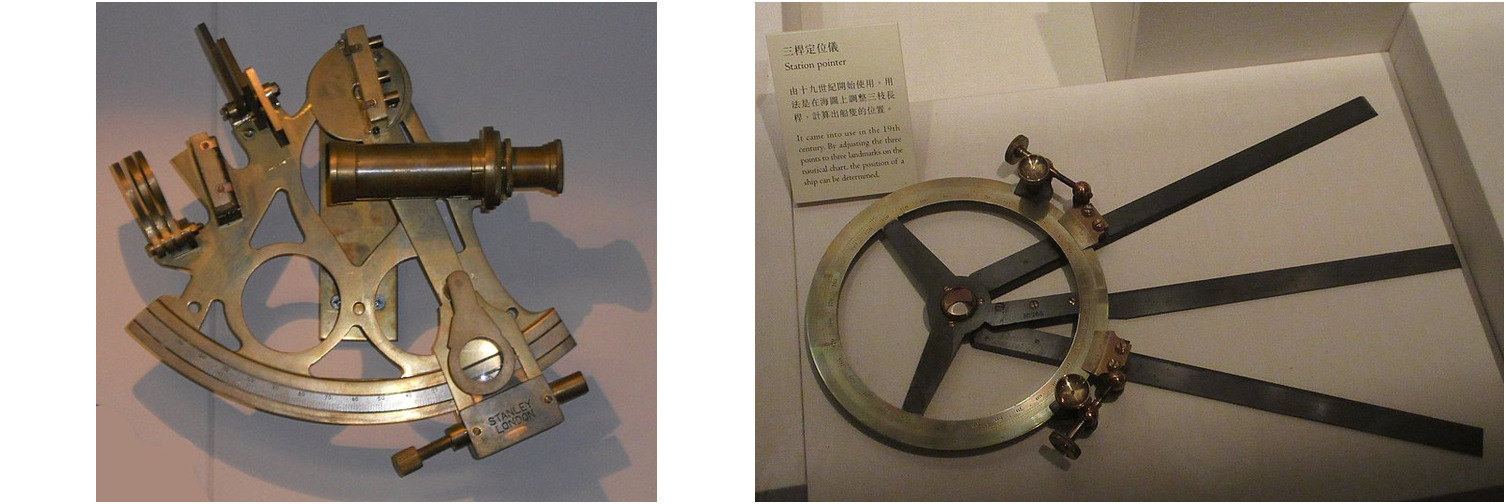 STANLEY
LONDON
三桿定位儀
Station pointer
由十九世紀開始使用。用
法是在海圖上調整三枝長
桿，計算出船隻的位置。
It came into use in the 19th
century. By adjusting the three
points to three landmarks on the
nautical chart, the position of a
ship can be determined.